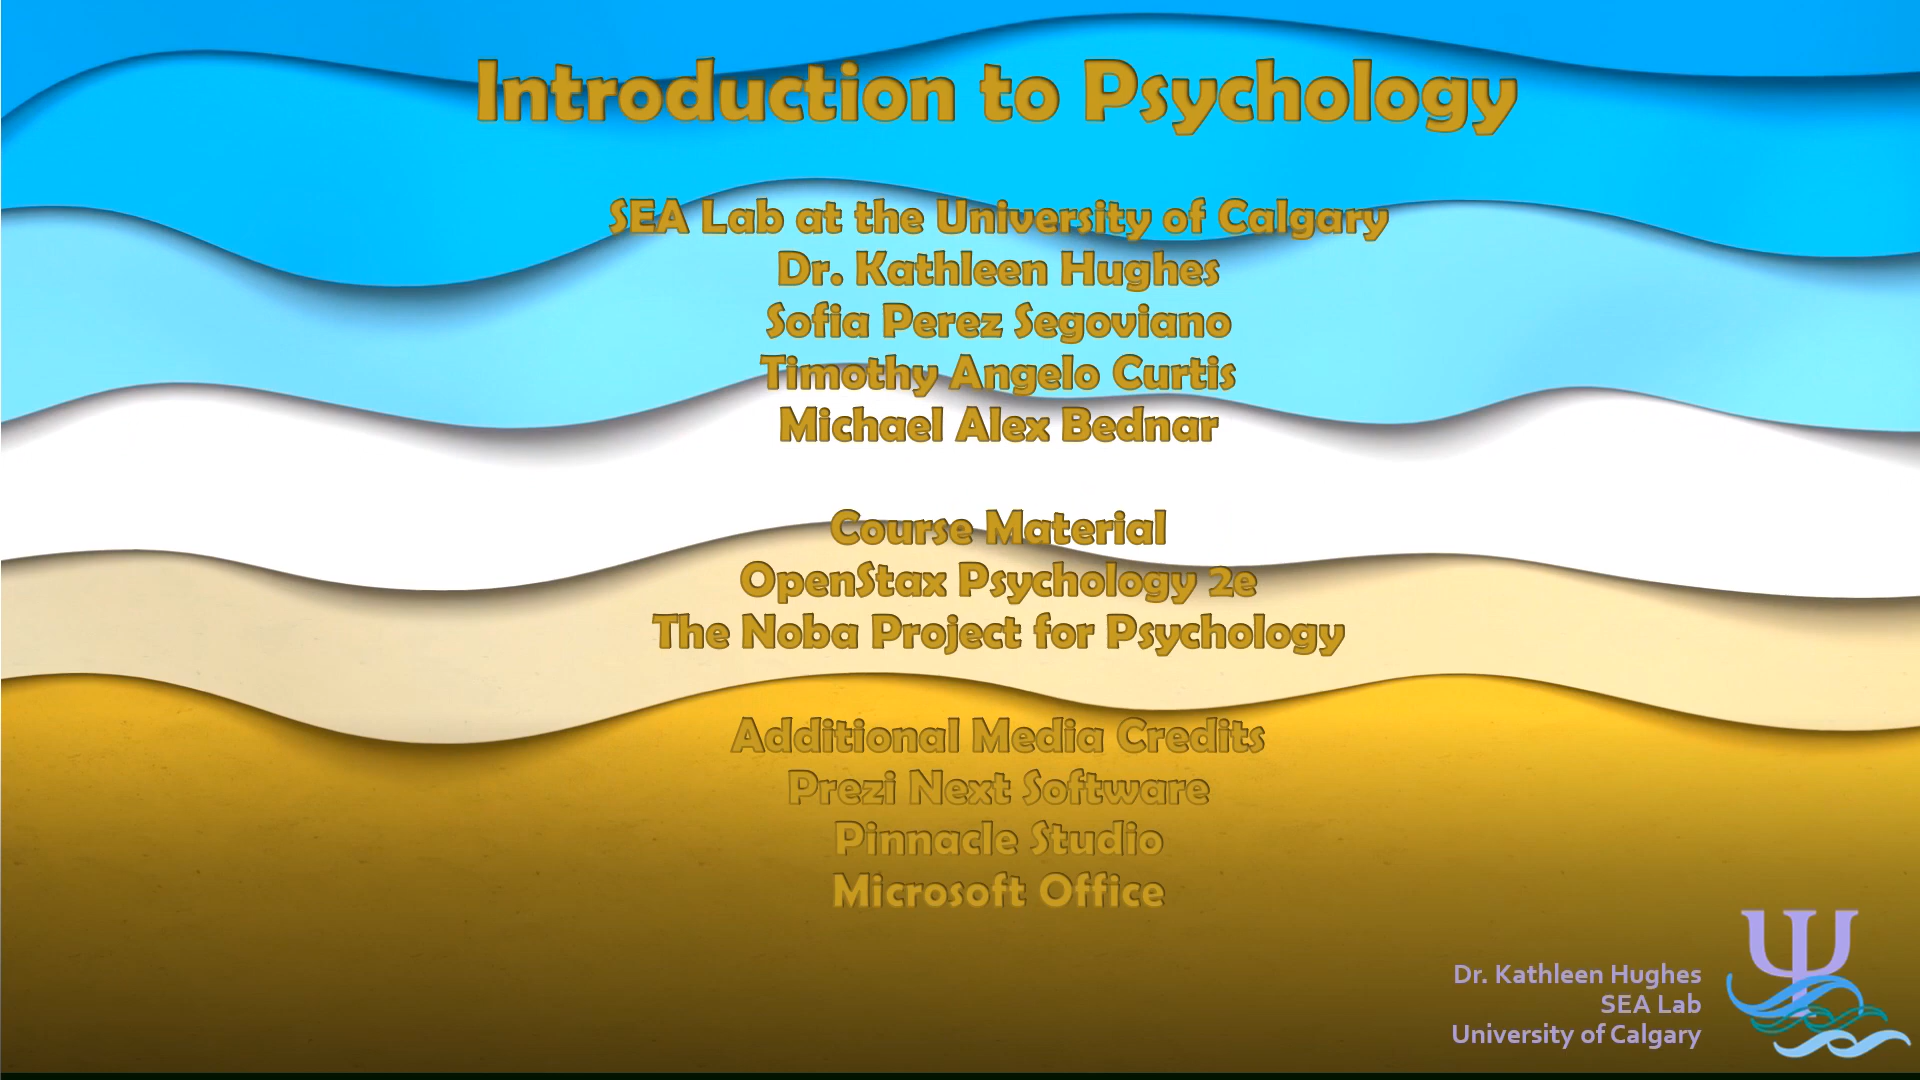 Introduction to Psychology
SEA Lab at the University of Calgary
Dr. Kathleen Hughes
Sofia Perez Segoviano
Timothy Angelo Curtis
Michael Alex Bednar
Course Material
OpenStax Psychology 2e
The Noba Project for Psychology
Additional Media Credits
Prezi Next Software
Pinnacle Studio
Microsoft Office
Dr. Kathleen Hughes
SEA Lab
University of Calgary